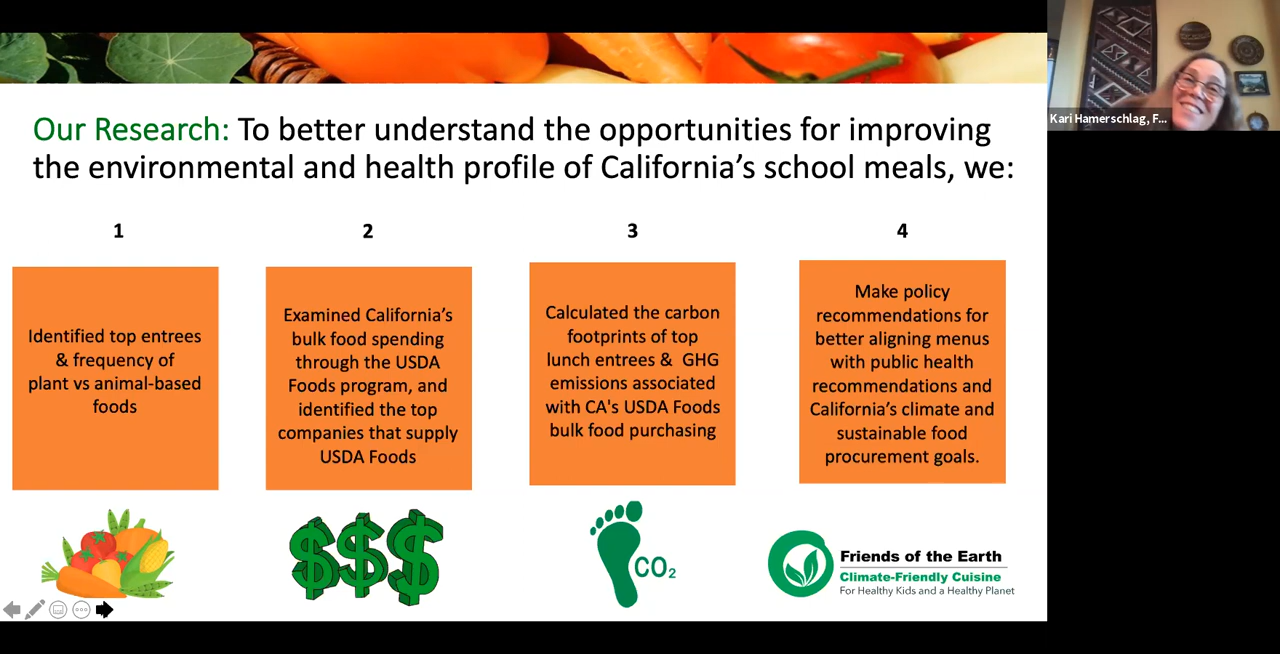 Our Research: To better understand the opportunities for improving
the environmental and health profile of California’s school meals, we:
1
Identified top entrees
& frequency of
plant vs animal-based
foods
2
Examined California’s
bulk food spending
through the USDA
Foods program, and
identified the top
companies that supply
USDA Foods
3
Calculated the carbon
footprints of top
lunch entrees & GHG
emissions associated
with CA's USDA Foods
bulk food purchasing
4
Make policy
recommendations for
better aligning menus
with public health
recommendations and
California’s climate and
sustainable food
procurement goals.
$$$
CO₂
Friends of the Earth
Climate-Friendly Cuisine
For Healthy Kids and a Healthy Planet
Kari Hamerschlag, F...